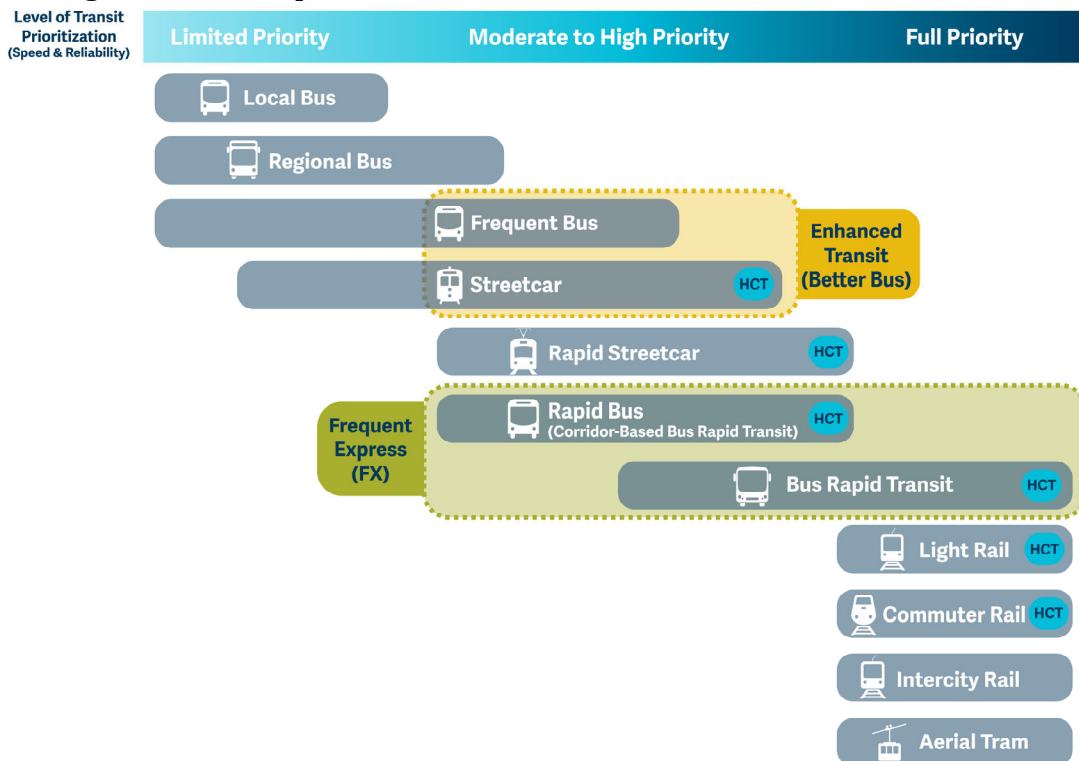 Level of Transit
Prioritization
(Speed & Reliability)
Limited Priority
Moderate to High Priority
Full Priority
Local Bus
Regional Bus
Frequent Bus
Streetcar
HCT
Enhanced
Transit
(Better Bus)
Rapid Streetcar
HCT
Frequent
Express
(FX)
Rapid Bus
(Corridor-Based Bus Rapid Transit)
HCT
Bus Rapid Transit
HCT
Light Rail
HCT
Commuter Rail
HCT
Intercity Rail
Aerial Tram